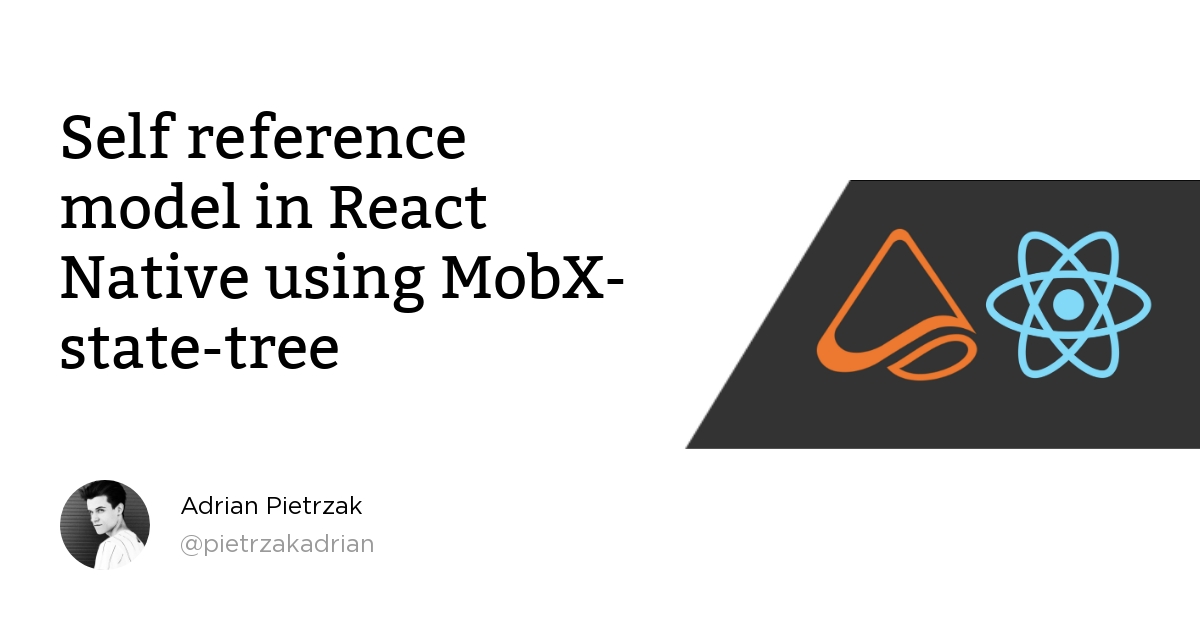 Self reference
model in React
Native using MobX-
state-tree
Adrian Pietrzak
@pietrzakadrian